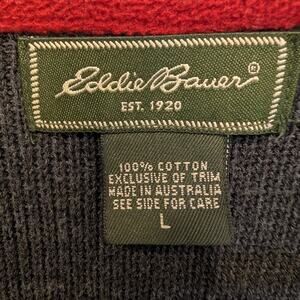 Eddie Bauer®
EST. 1920
100% COTTON
EXCLUSIVE OF TRIM
MADE IN AUSTRALIA
SEE SIDE FOR CARE
L